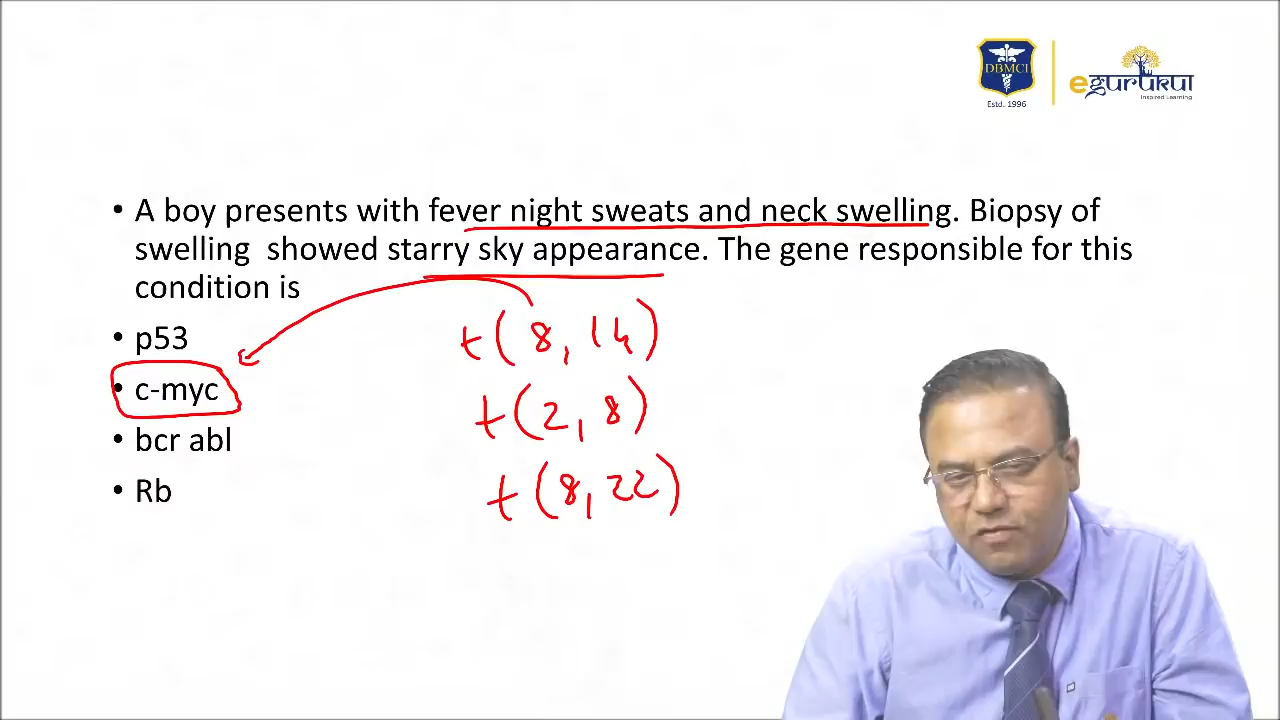 DBMCI
Estd. 1996
egurukul
Inspired Learning
• A boy presents with fever night sweats and neck swelling. Biopsy of
swelling showed starry sky appearance. The gene responsible for this
condition is
• p53
• c-myc
• bcr abl
• Rb
t(8,14)
t(2,8)
t(8,22)